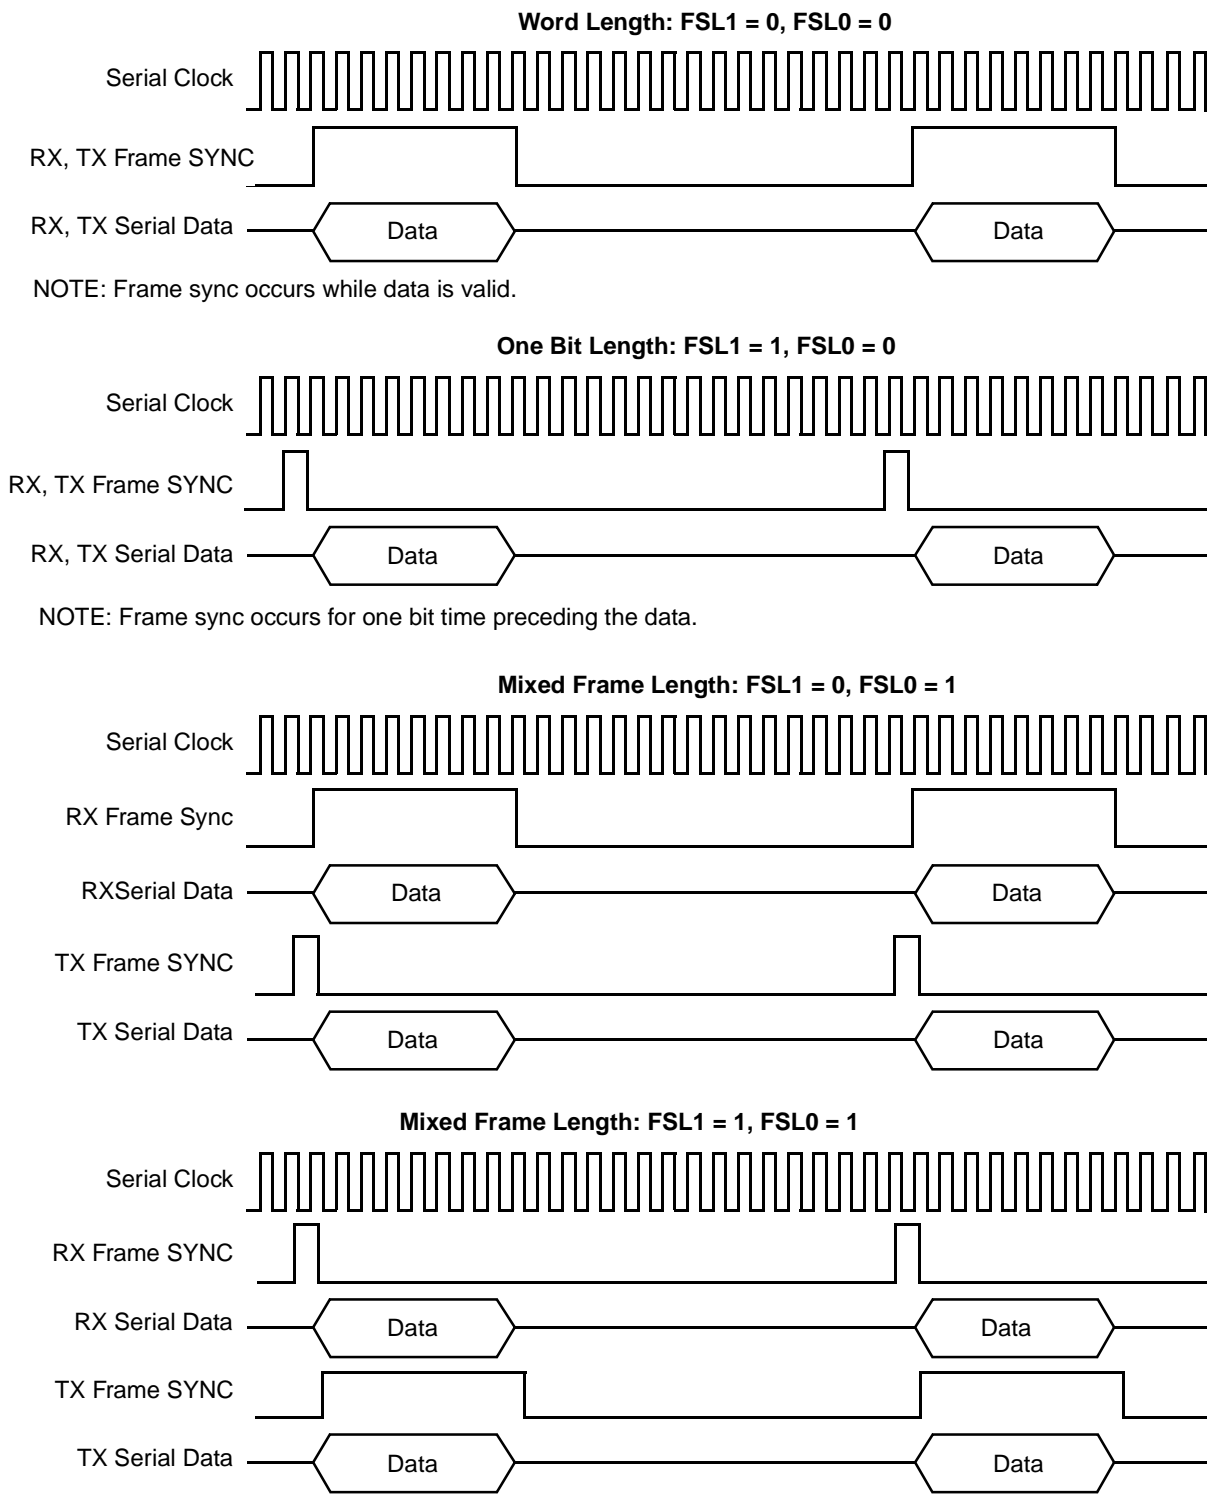 Word Length: FSL1 = 0, FSL0 = 0
Serial Clock
RX, TX Frame SYNC
RX, TX Serial Data
Data
Data
NOTE: Frame sync occurs while data is valid.
One Bit Length: FSL1 = 1, FSL0 = 0
Serial Clock
RX, TX Frame SYNC
RX, TX Serial Data
Data
Data
NOTE: Frame sync occurs for one bit time preceding the data.
Mixed Frame Length: FSL1 = 0, FSL0 = 1
Serial Clock
RX Frame Sync
RXSerial Data
Data
Data
TX Frame SYNC
TX Serial Data
Data
Data
Mixed Frame Length: FSL1 = 1, FSL0 = 1
Serial Clock
RX Frame SYNC
RX Serial Data
Data
Data
TX Frame SYNC
TX Serial Data
Data
Data